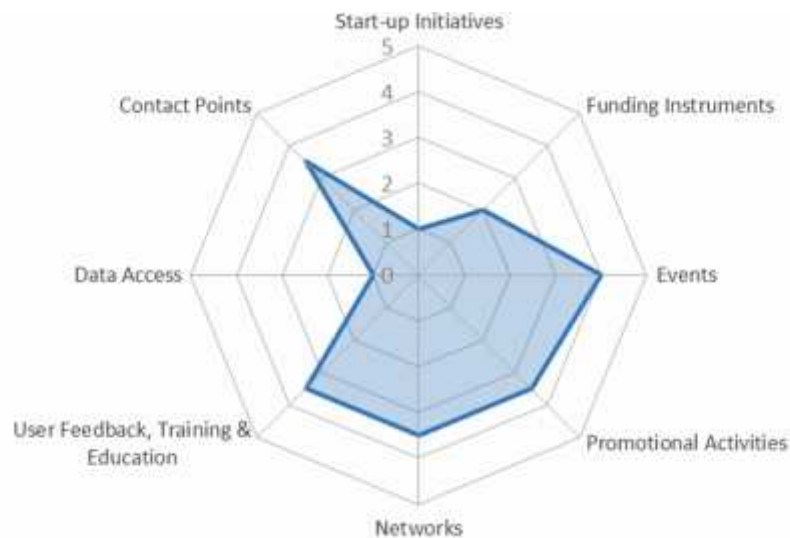 Start-up Initiatives
5
Contact Points
Funding Instruments
4
3
2
1
Data Access
0
Events
User Feedback, Training &
Education
Promotional Activities
Networks